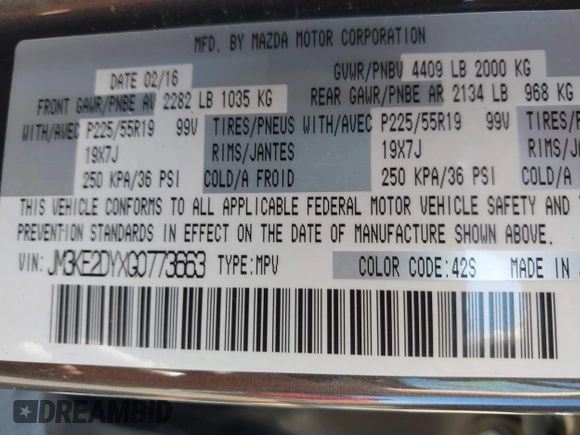 MFD. BY MAZDA MOTOR CORPORATION
DATE 02/16 GVWR/PNBV 4409 LB 2000 KG
FRONT GAWR/PNBE AV 2282 LB 1035 KG REAR GAWR/PNBE AR 2134 LB 968 KG
WITH/AVEC P225/55R19 99V TIRES/PNEUS WITH/AVEC P225/55R19 99V TIRES/P
19X7J RIMS/JANTES 19X7J RIMS/JAN
250 KPA/36 PSI COLD/A FROID 250 KPA/36 PSI COLD/A
THIS VEHICLE CONFORMS TO ALL APPLICABLE FEDERAL MOTOR VEHICLE SAFETY AND T
PREVENTION STANDARDS IN EFFECT ON THE DATE OF MANUFACTURE SHOWN ABOVE.
VIN: JM3KE2DYXG0773663 TYPE:MPV COLOR CODE:42S MADE IN
DREAMBID